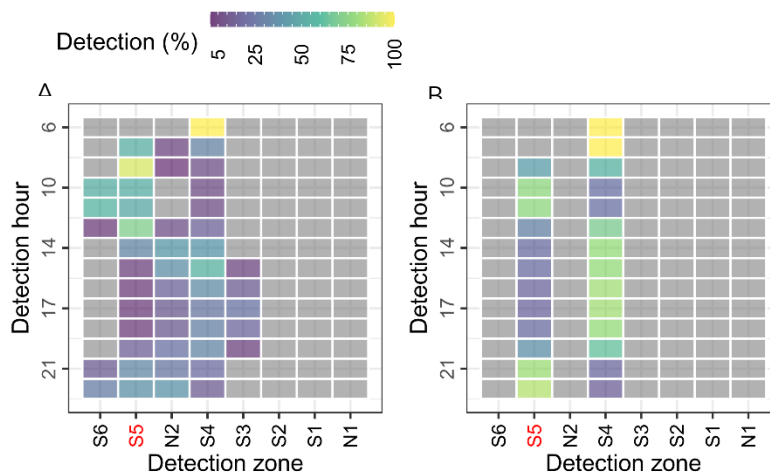 Detection (%)
5 25 50 75 100
A B
Detection hour
6
10
14
17
21
S6 S5 N2 S4 S3 S2 S1 N1
Detection zone
Detection hour
6
10
14
17
21
S6 S5 N2 S4 S3 S2 S1 N1
Detection zone